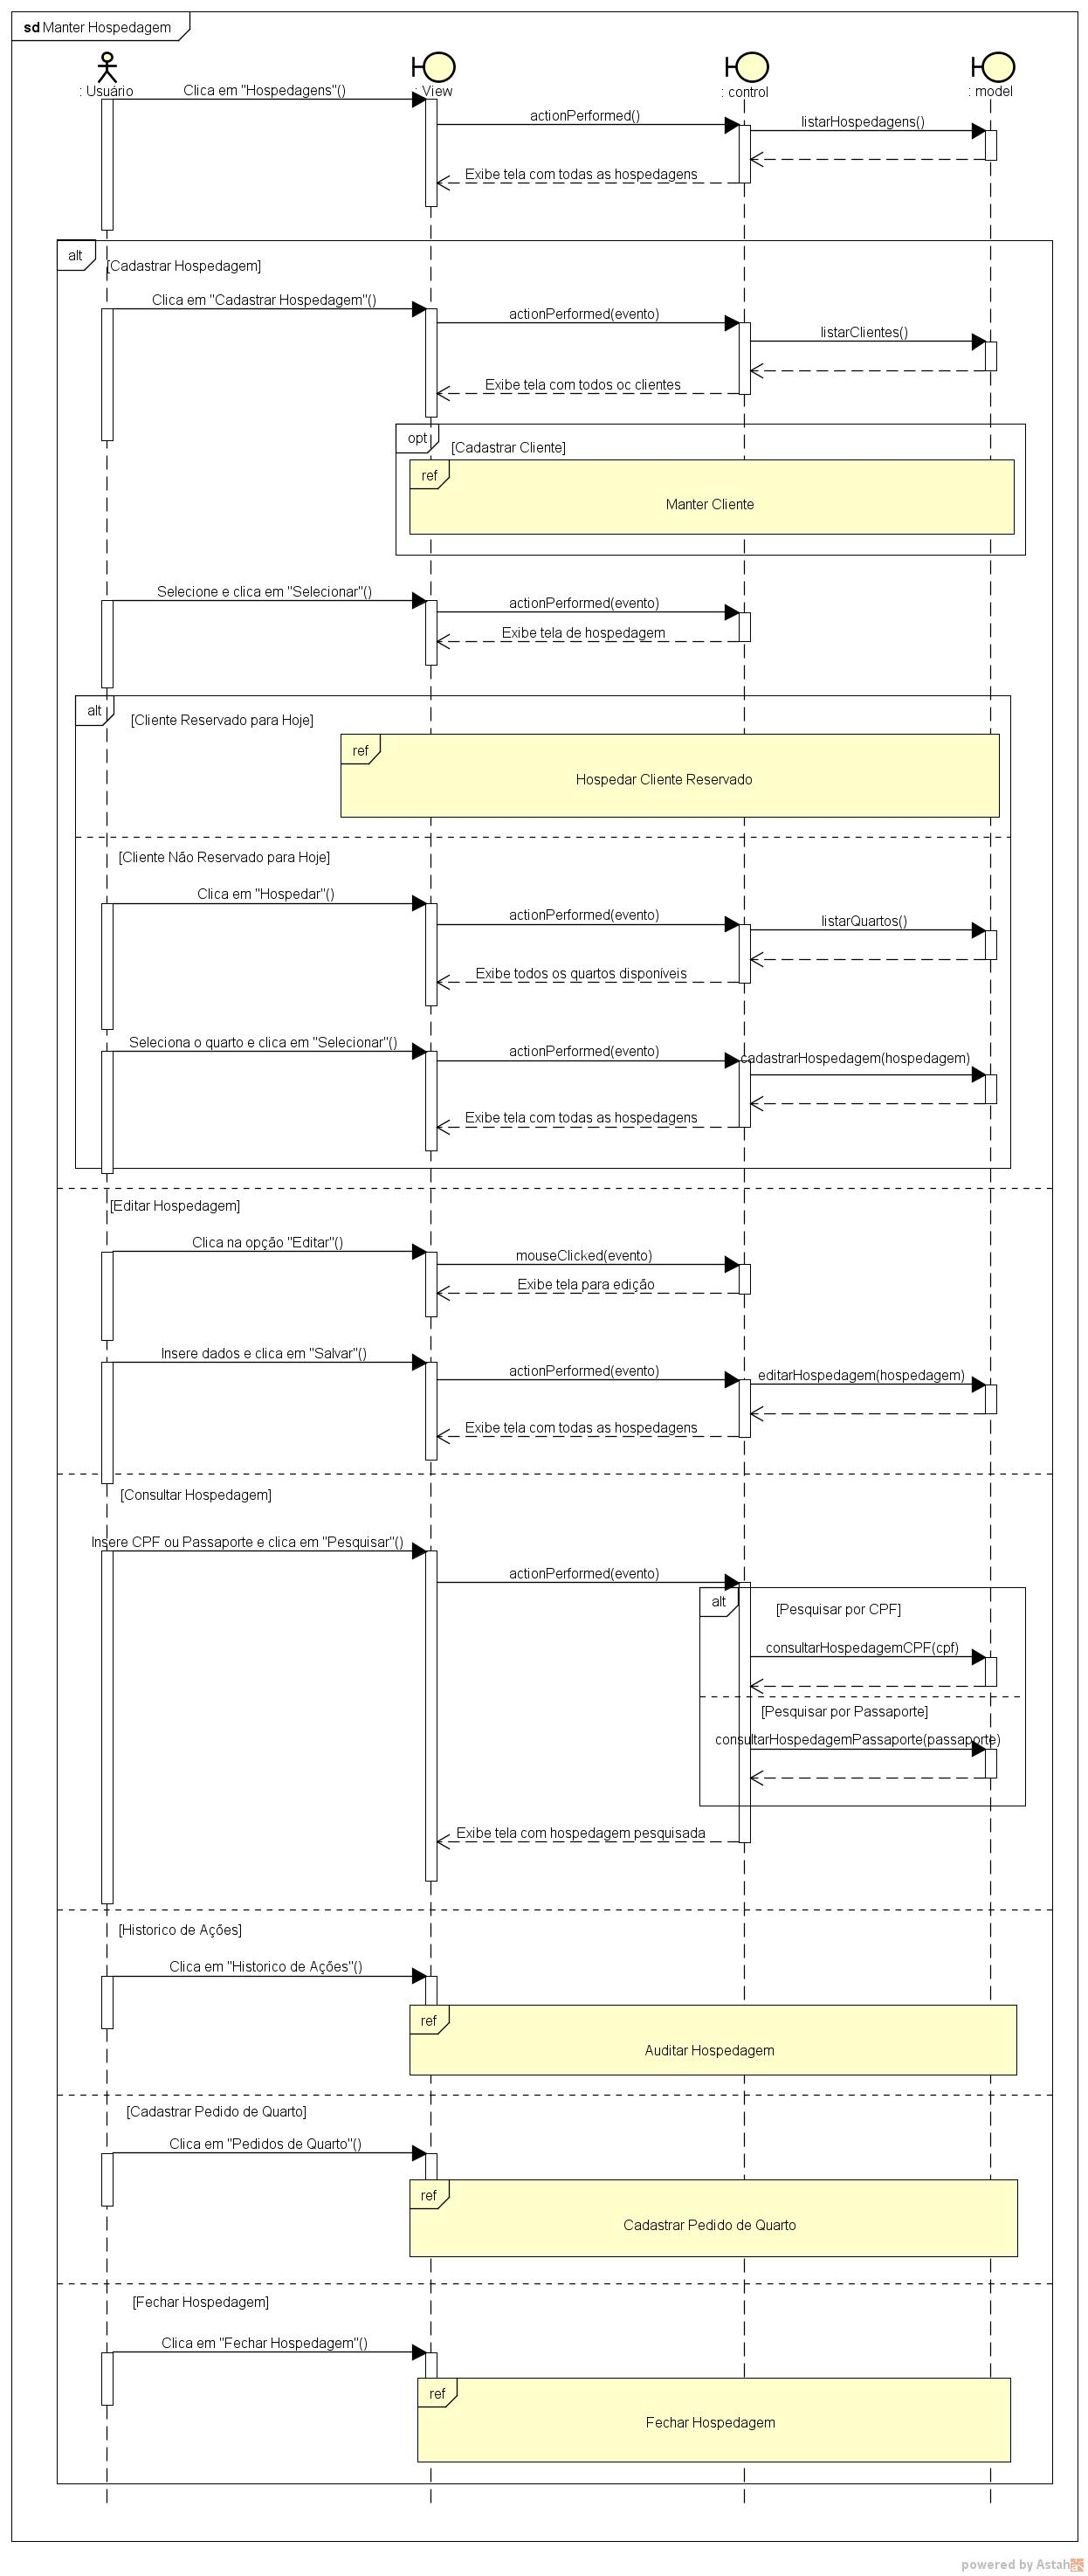 sd Manter Hospedagem
: Usuário
: View
: control
: model
Clica em "Hospedagens"()
actionPerformed()
listarHospedagens()
Exibe tela com todas as hospedagens
alt
[Cadastrar Hospedagem]
Clica em "Cadastrar Hospedagem"()
actionPerformed(evento)
listarClientes()
Exibe tela com todos oc clientes
opt
[Cadastrar Cliente]
ref
Manter Cliente
Selecione e clica em "Selecionar"()
actionPerformed(evento)
Exibe tela de hospedagem
alt
[Cliente Reservado para Hoje]
ref
Hospedar Cliente Reservado
[Cliente Não Reservado para Hoje]
Clica em "Hospedar"()
actionPerformed(evento)
listarQuartos()
Exibe todos os quartos disponíveis
Seleciona o quarto e clica em "Selecionar"()
actionPerformed(evento)
cadastrarHospedagem(hospedagem)
Exibe tela com todas as hospedagens
[Editar Hospedagem]
Clica na opção "Editar"()
mouseClicked(evento)
Exibe tela para edição
Insere dados e clica em "Salvar"()
actionPerformed(evento)
editarHospedagem(hospedagem)
Exibe tela com todas as hospedagens
[Consultar Hospedagem]
Insere CPF ou Passaporte e clica em "Pesquisar"()
actionPerformed(evento)
alt
[Pesquisar por CPF]
consultarHospedagemCPF(cpf)
[Pesquisar por Passaporte]
consultarHospedagemPassaporte(passaporte)
Exibe tela com hospedagem pesquisada
[Historico de Ações]
Clica em "Historico de Ações"()
ref
Auditar Hospedagem
[Cadastrar Pedido de Quarto]
Clica em "Pedidos de Quarto"()
ref
Cadastrar Pedido de Quarto
[Fechar Hospedagem]
Clica em "Fechar Hospedagem"()
ref
Fechar Hospedagem
powered by Astah